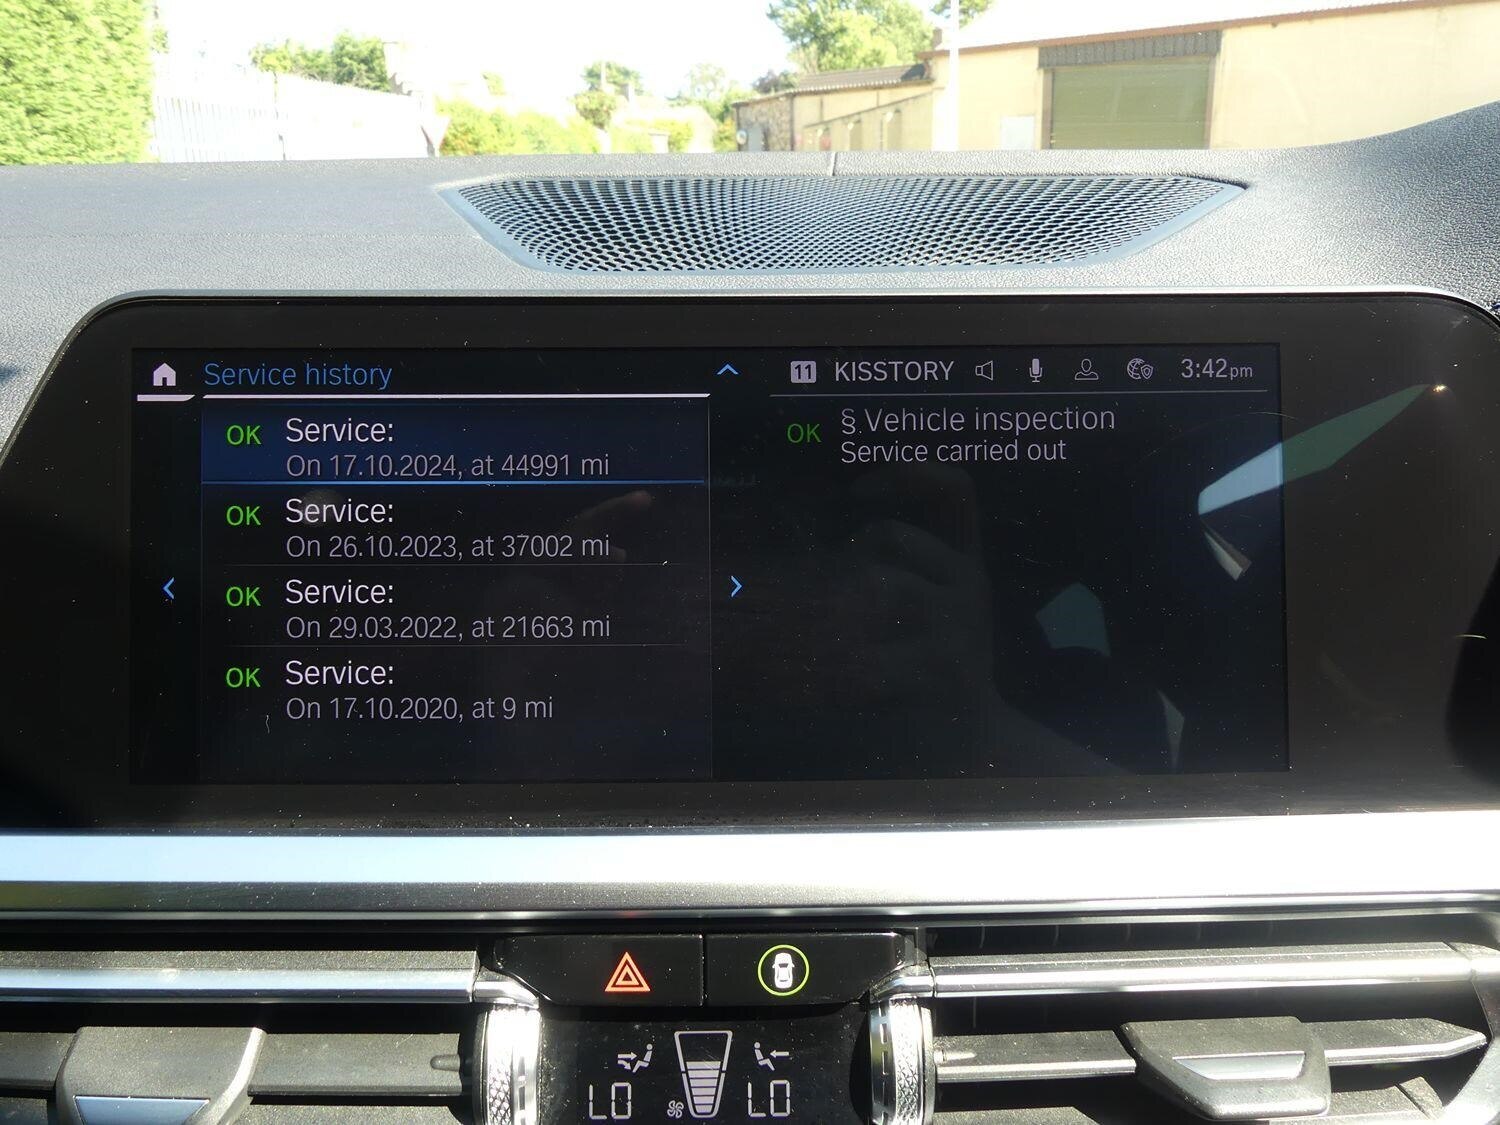 Service history
11 KISSTORY 3:42pm
OK Service:
On 17.10.2024, at 44991 mi
OK Service:
On 26.10.2023, at 37002 mi
OK Service:
On 29.03.2022, at 21663 mi
OK Service:
On 17.10.2020, at 9 mi
OK § Vehicle inspection
Service carried out
LO LO